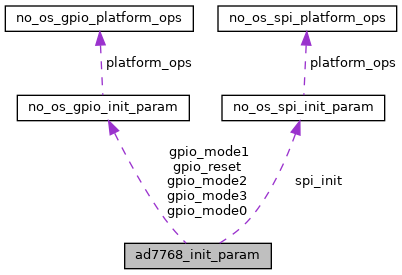 no_os_gpio_platform_ops
no_os_spi_platform_ops
platform_ops
platform_ops
no_os_gpio_init_param
no_os_spi_init_param
gpio_mode1
gpio_reset
gpio_mode2
gpio_mode3
gpio_mode0
spi_init
ad7768_init_param